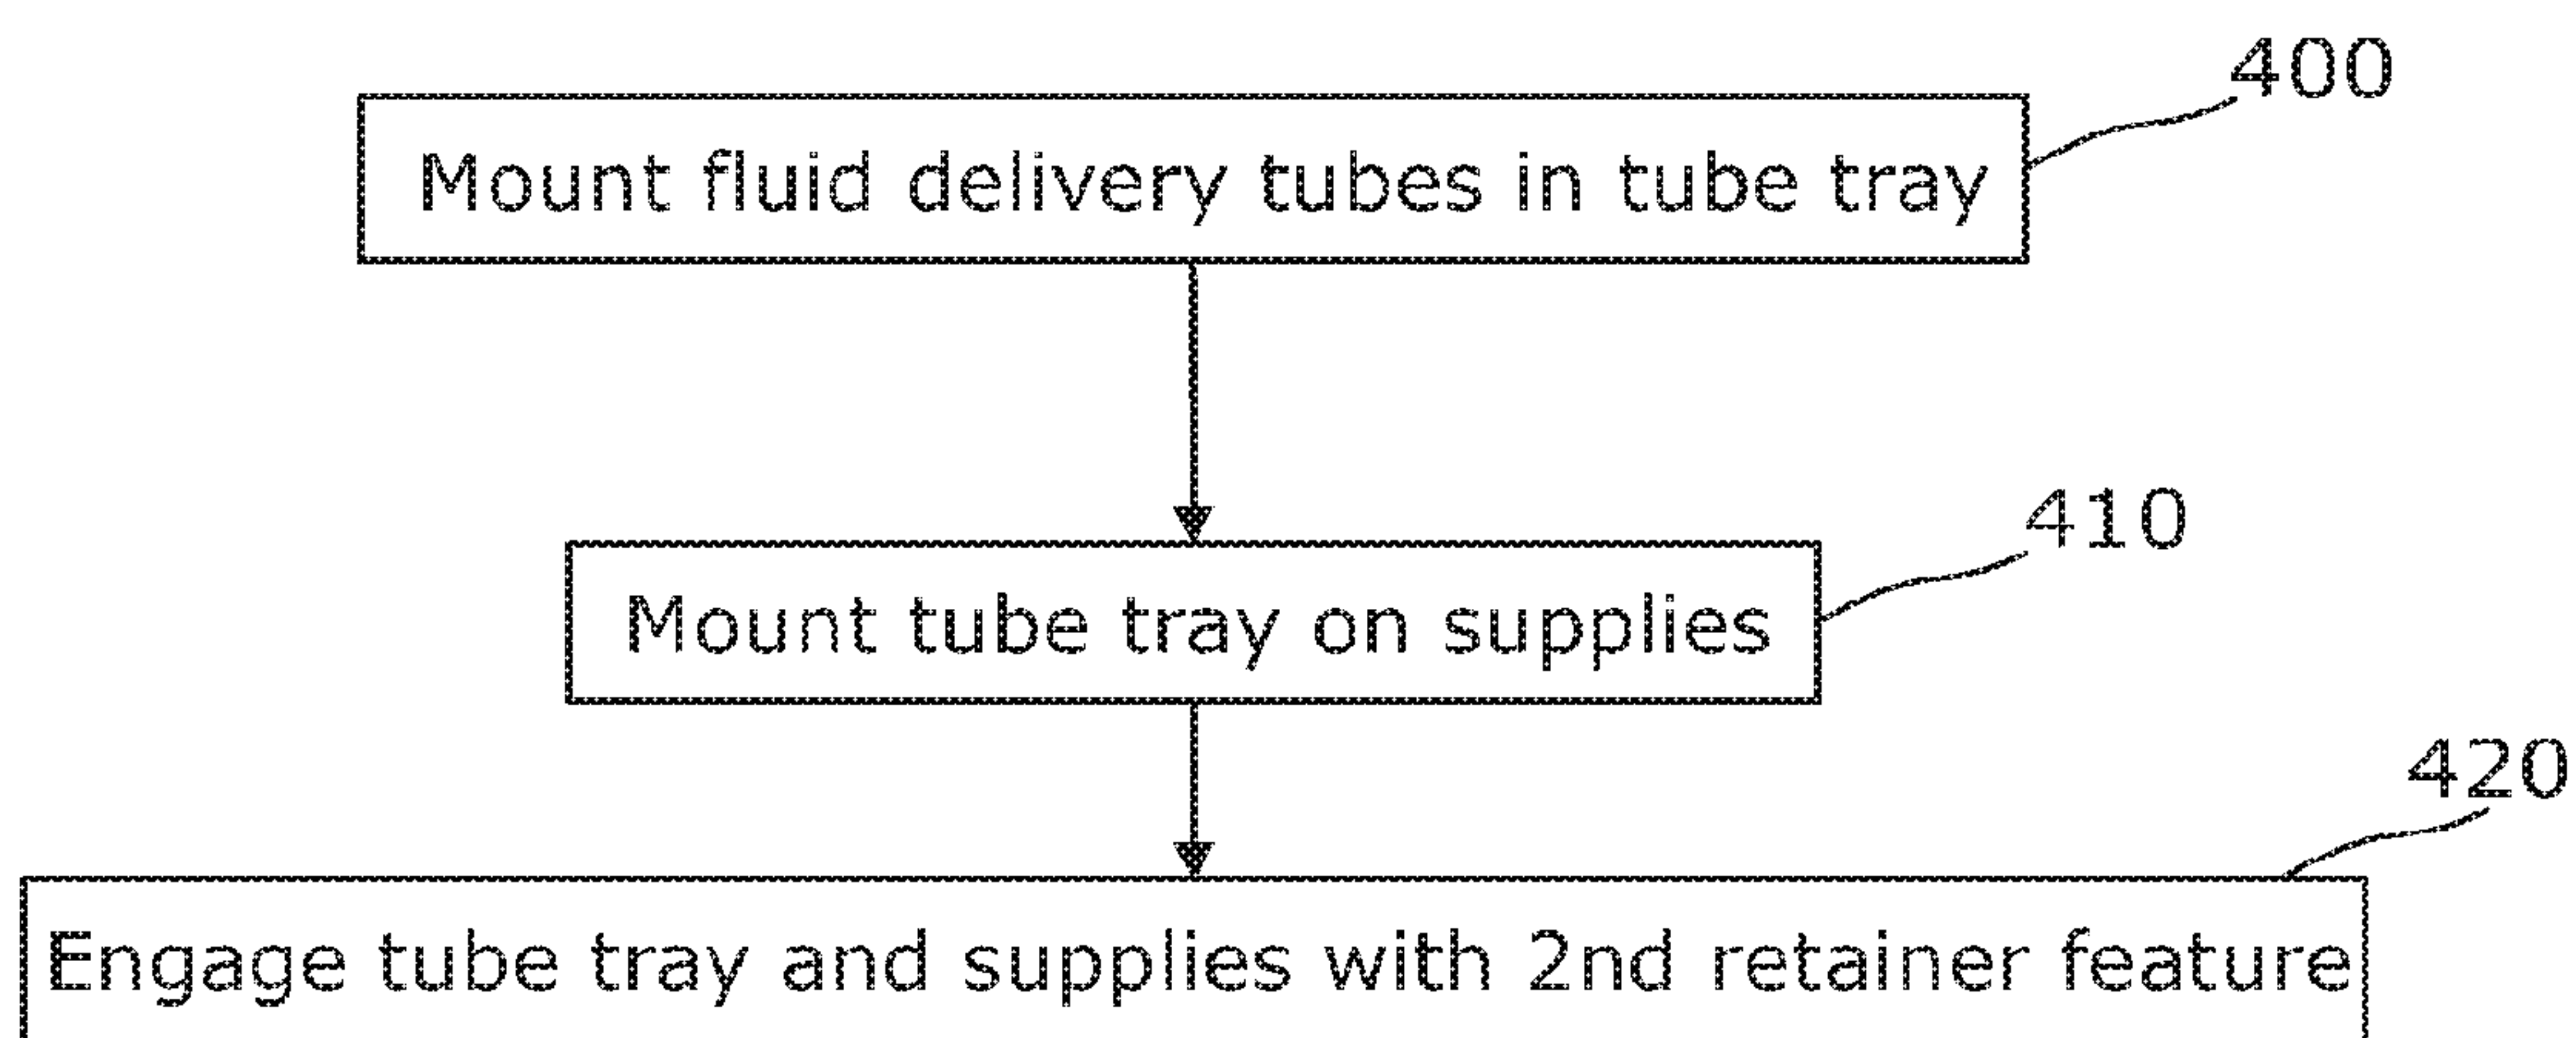 400
Mount fluid delivery tubes in tube tray
410
Mount tube tray on supplies
420
Engage tube tray and supplies with 2nd retainer feature